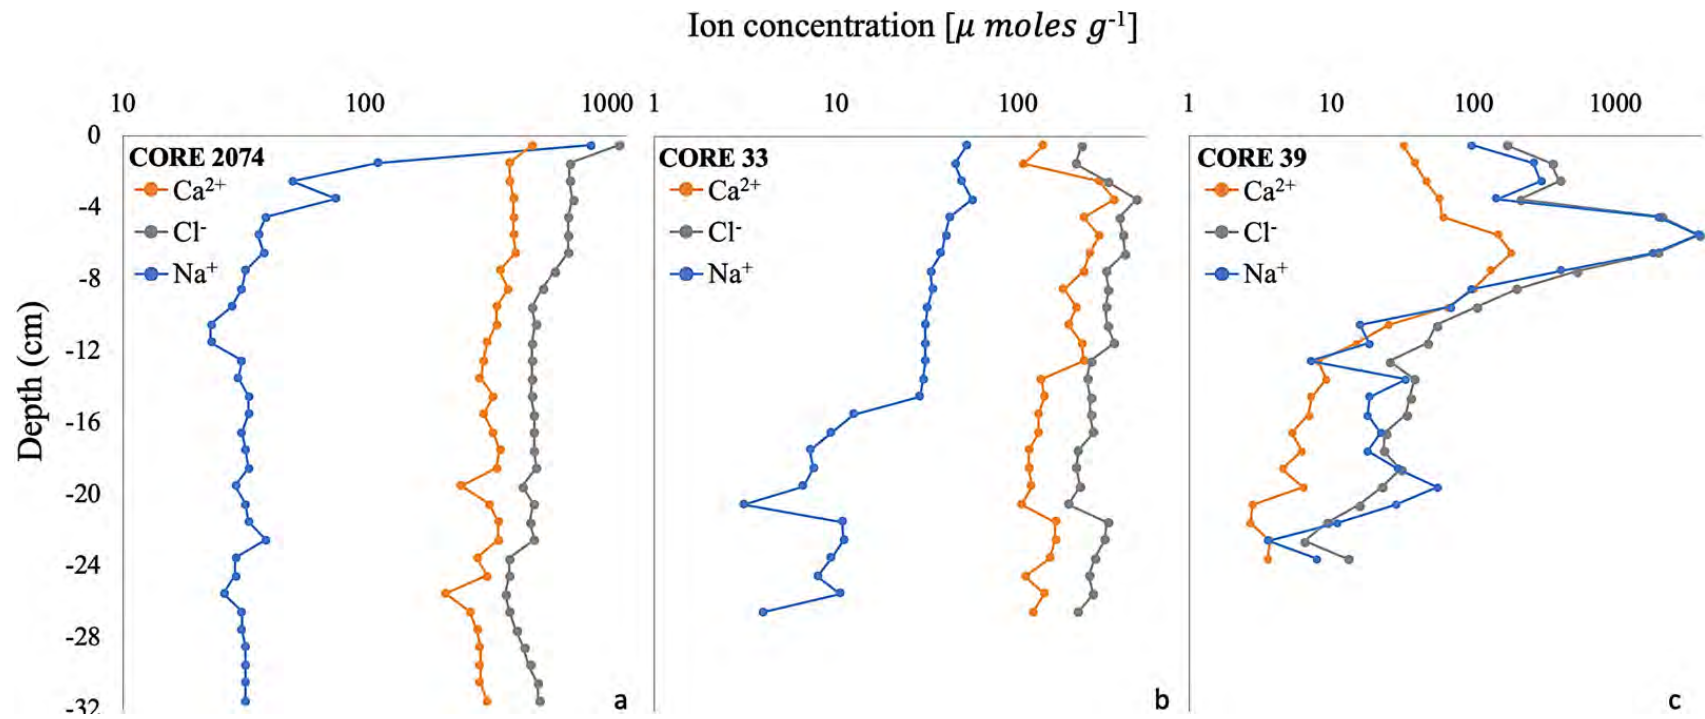 Ion concentration [μ moles g⁻¹]
10 100 1000 1 10 100 1 10 100 1000
Depth (cm)
0
-4
-8
-12
-16
-20
-24
-28
-32
CORE 2074
Ca²⁺
Cl⁻
Na⁺
a
CORE 33
Ca²⁺
Cl⁻
Na⁺
b
CORE 39
Ca²⁺
Cl⁻
Na⁺
c